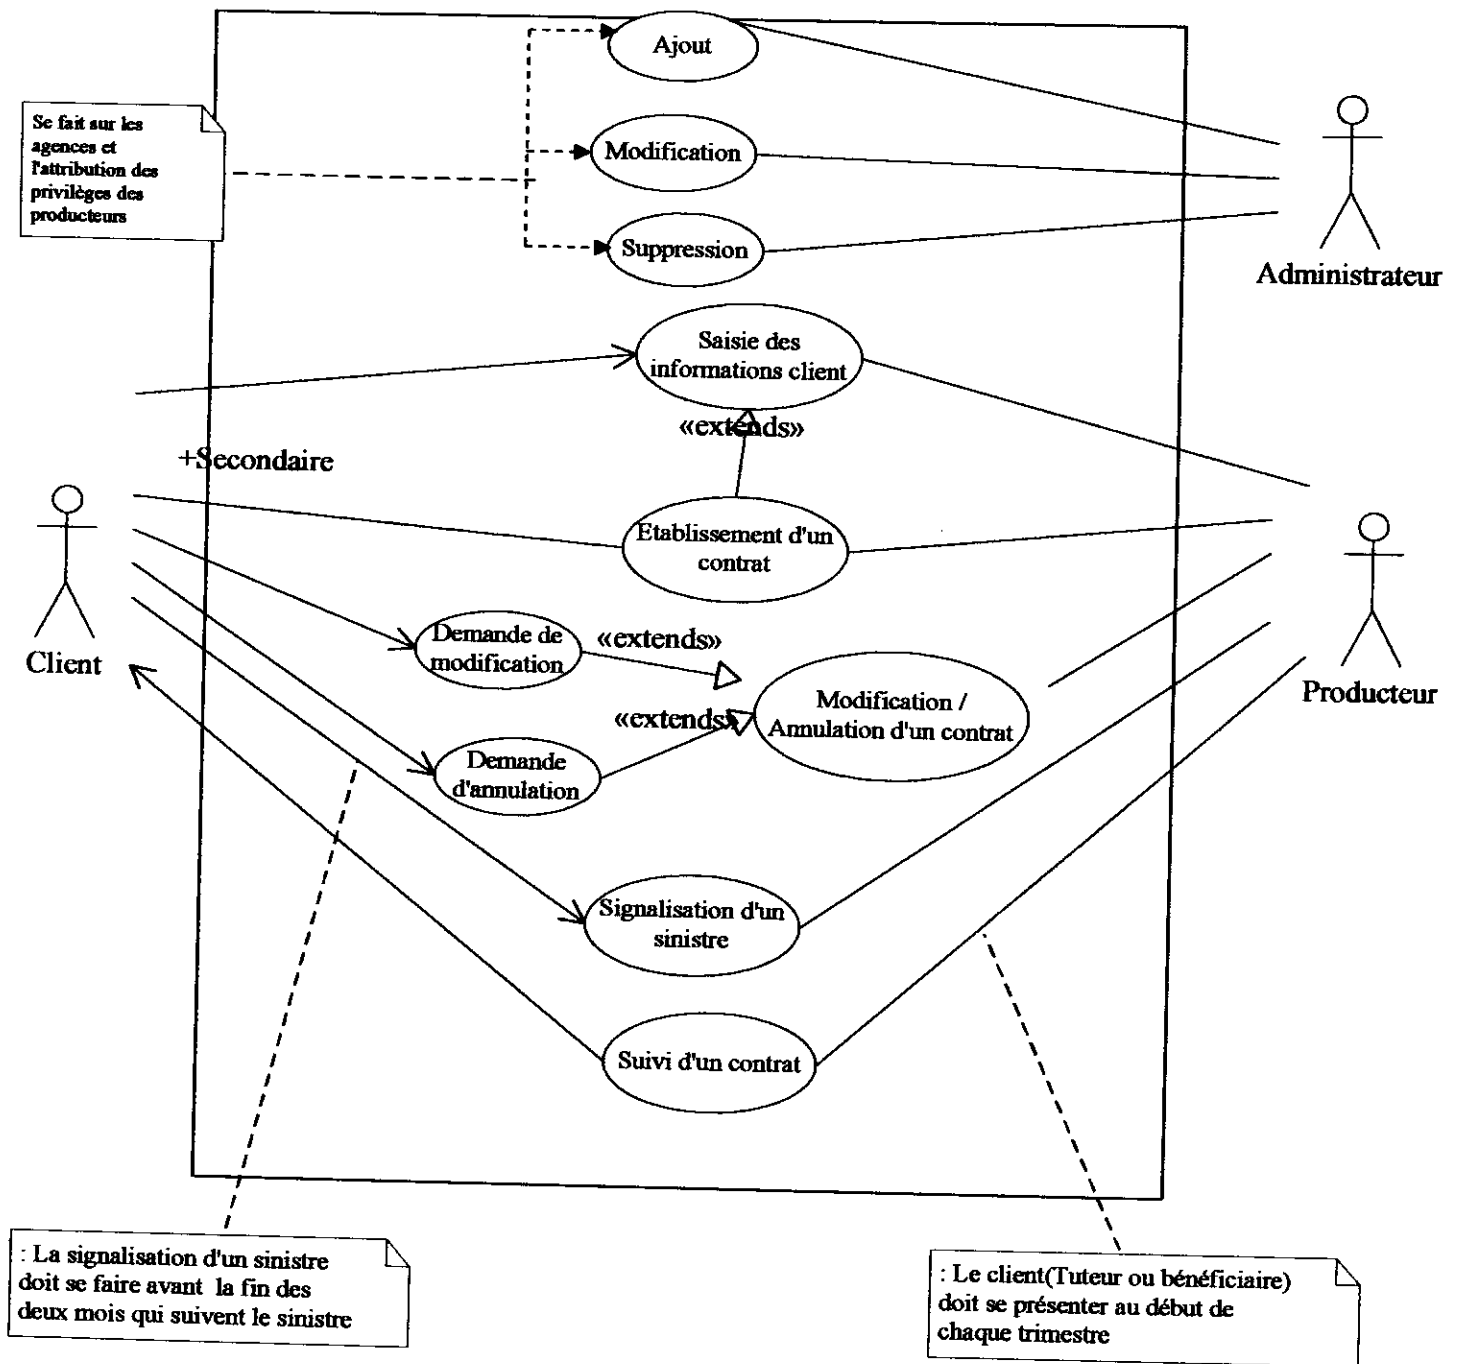 Ajout
Se fait sur les
agences et
l'attribution des
privilèges des
producteurs
Modification
Suppression
Administrateur
Saisie des
informations client
«extends»
+Secondaire
Etablissement d'un
contrat
Client
Demande de
modification
«extends»
Producteur
Modification /
Annulation d'un contrat
«extends»
Demande
d'annulation
Signalisation d'un
sinistre
Suivi d'un contrat
: La signalisation d'un sinistre
doit se faire avant la fin des
deux mois qui suivent le sinistre
: Le client(Tuteur ou bénéficiaire)
doit se présenter au début de
chaque trimestre